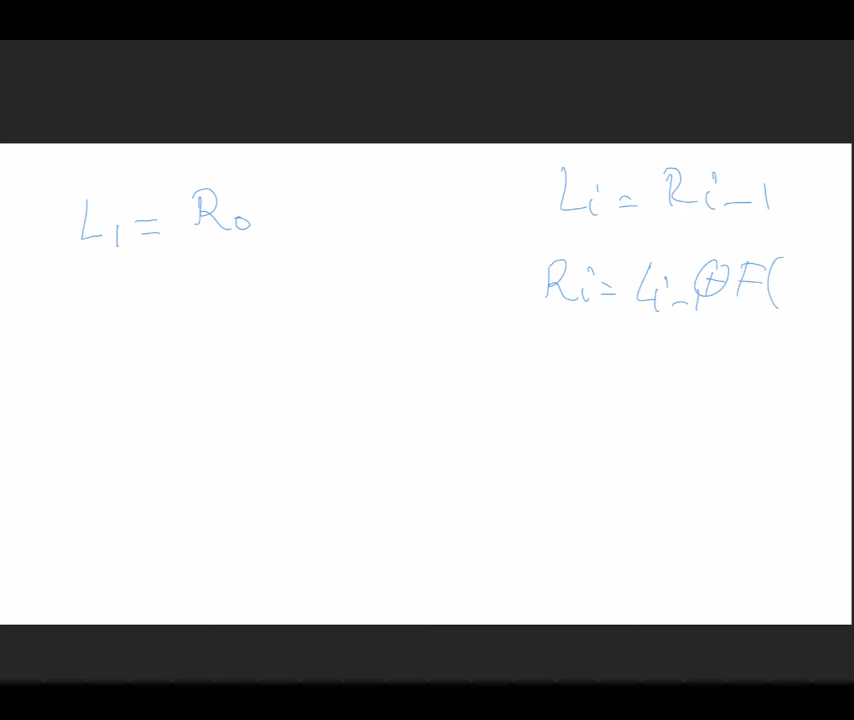 L₁ = R₀
Lᵢ = Rᵢ₋₁
Rᵢ = Lᵢ₋₁ ⊕ F(